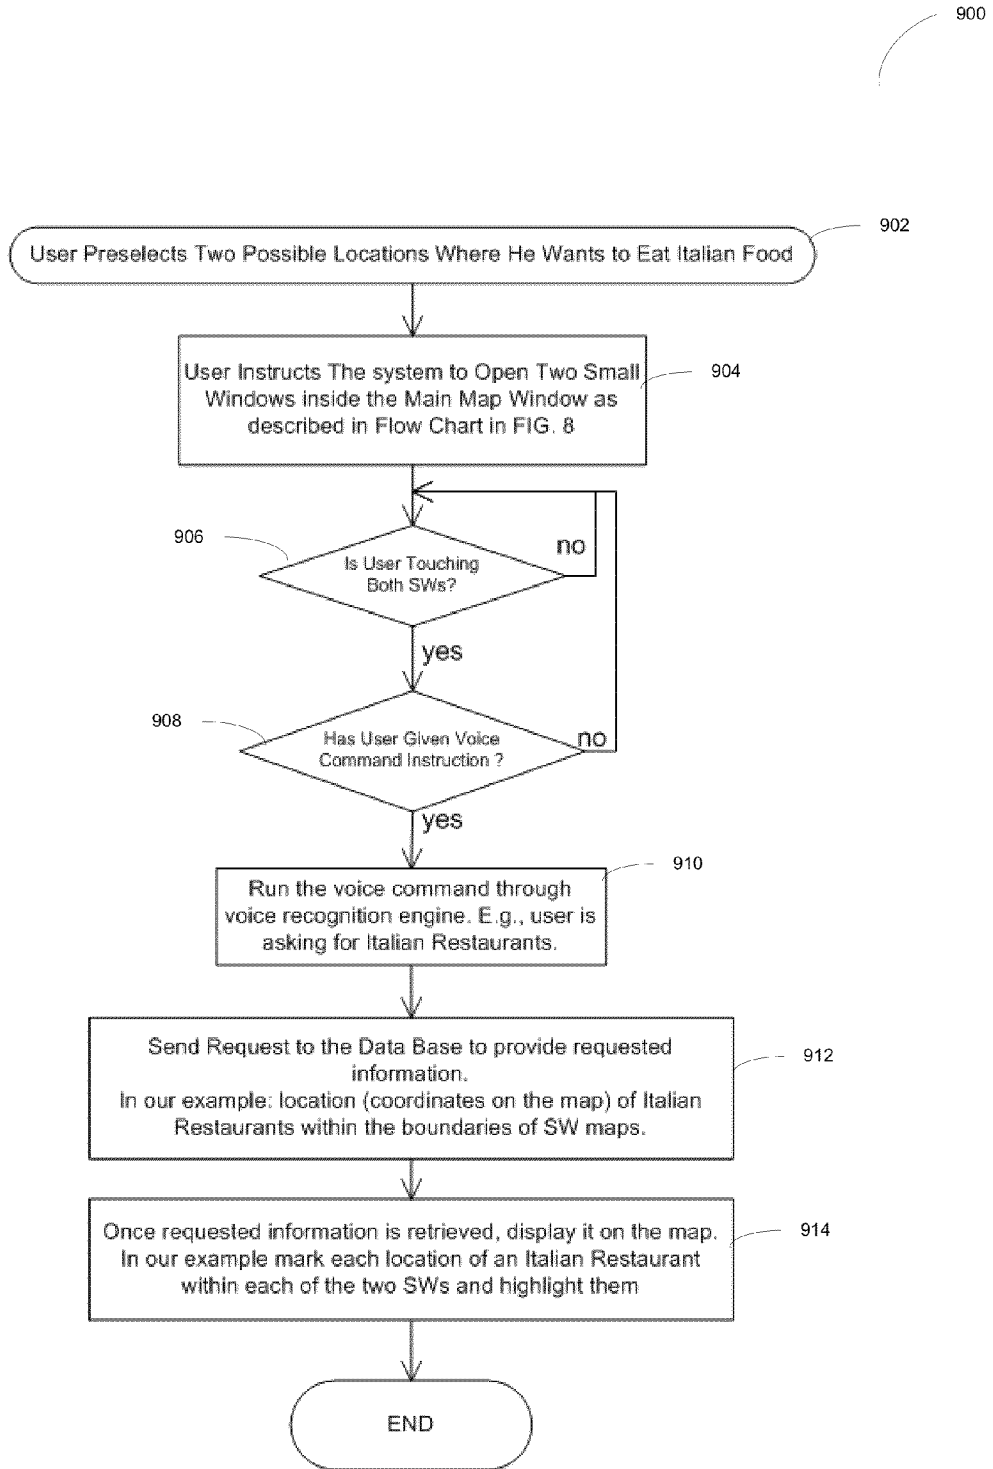 900
902
User Preselects Two Possible Locations Where He Wants to Eat Italian Food
904
User Instructs The system to Open Two Small
Windows inside the Main Map Window as
described in Flow Chart in FIG. 8
906
Is User Touching
Both SWs?
no
yes
908
Has User Given Voice
Command Instruction ?
no
yes
910
Run the voice command through
voice recognition engine. E.g., user is
asking for Italian Restaurants.
912
Send Request to the Data Base to provide requested
information.
In our example: location (coordinates on the map) of Italian
Restaurants within the boundaries of SW maps.
914
Once requested information is retrieved, display it on the map.
In our example mark each location of an Italian Restaurant
within each of the two SWs and highlight them
END